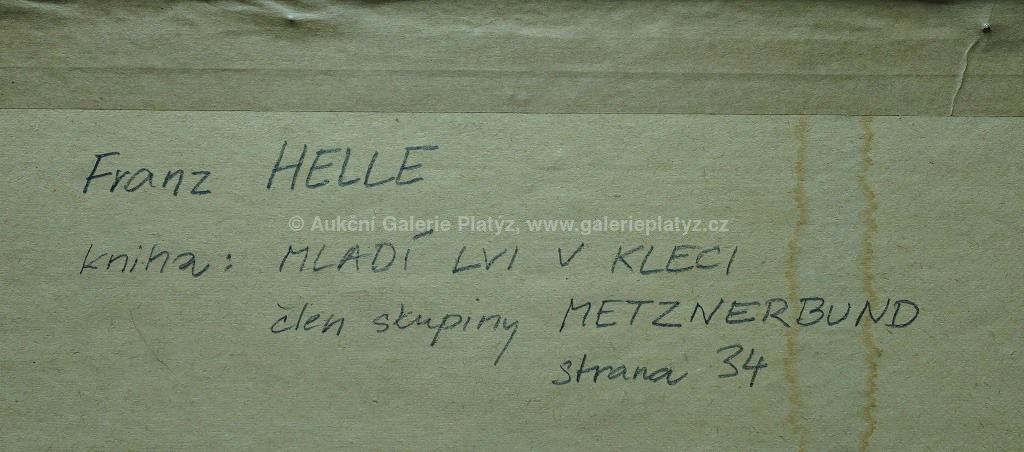 Franz HELLE
© Aukční Galerie Platýz, www.galerieplatyz.cz
kniha: MLADÍ LVI V KLECI
člen skupiny METZNERBUND
strana 34